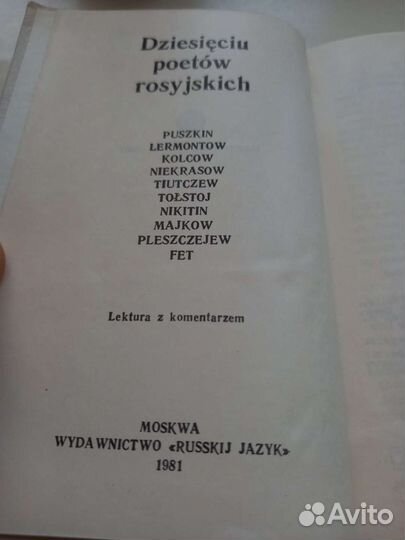 Dziesięciu
poetów
rosyjskich
PUSZKIN
LERMONTOW
KOLCOW
NIEKRASOW
TIUTCZEW
TOŁSTOJ
NIKITIN
MAJKOW
PLESZCZEJEW
FET
Lektura z komentarzem
MOSKWA
WYDAWNICTWO «RUSSKIJ JAZYK»
1981
Avito